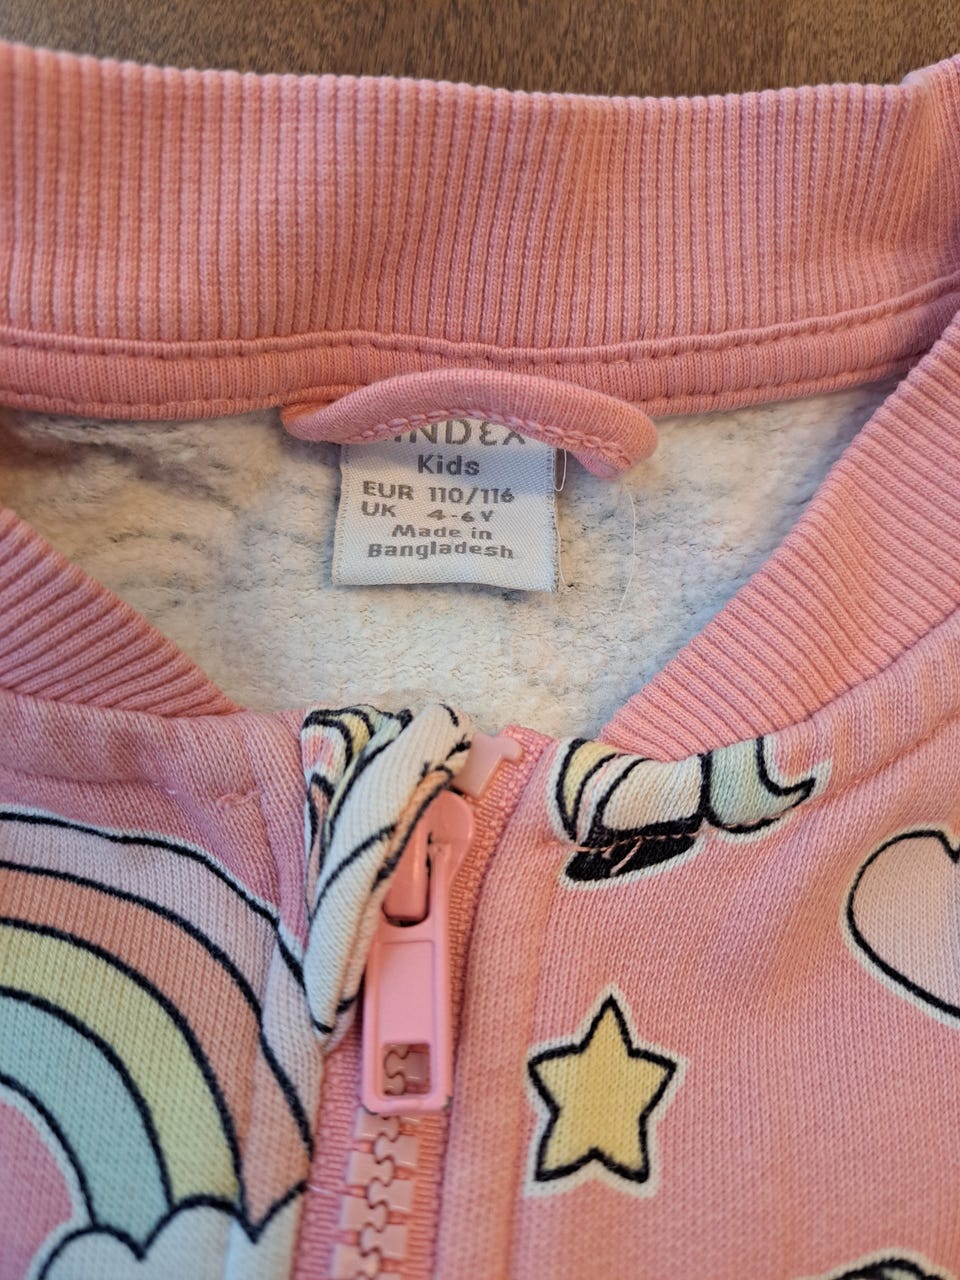 INDEX
Kids
EUR 110/116
UK 4-6Y
Made in
Bangladesh